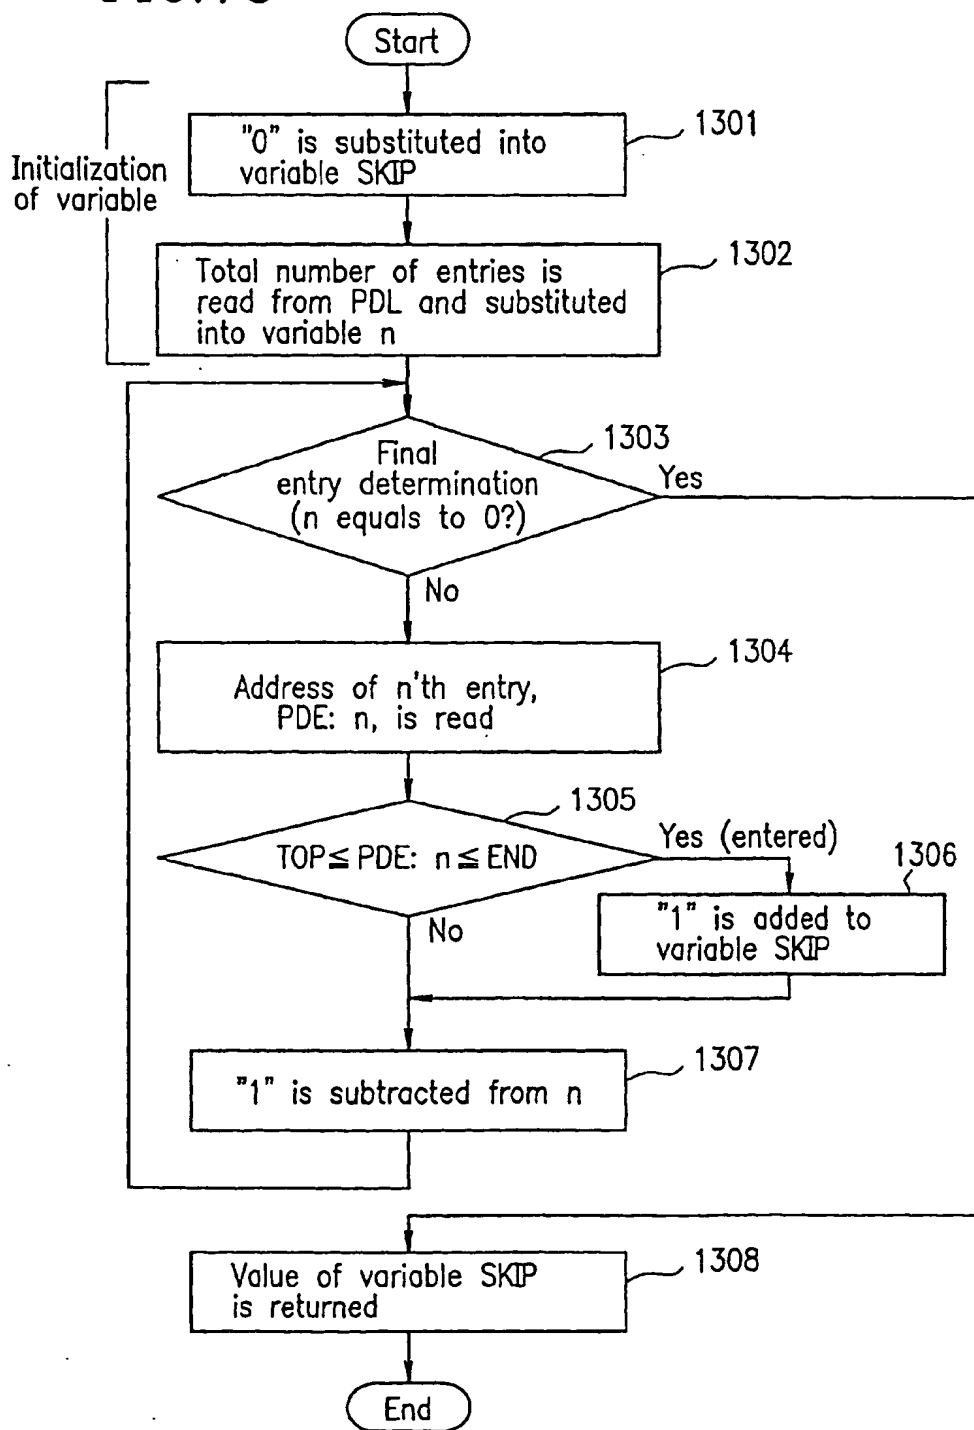 Start
1301
"0" is substituted into
variable SKIP
Initialization
of variable
1302
Total number of entries is
read from PDL and substituted
into variable n
1303
Final
entry determination
(n equals to 0?)
Yes
No
1304
Address of n'th entry,
PDE: n, is read
1305
TOP≦PDE: n≦END
Yes (entered)
1306
"1" is added to
variable SKIP
No
1307
"1" is subtracted from n
1308
Value of variable SKIP
is returned
End